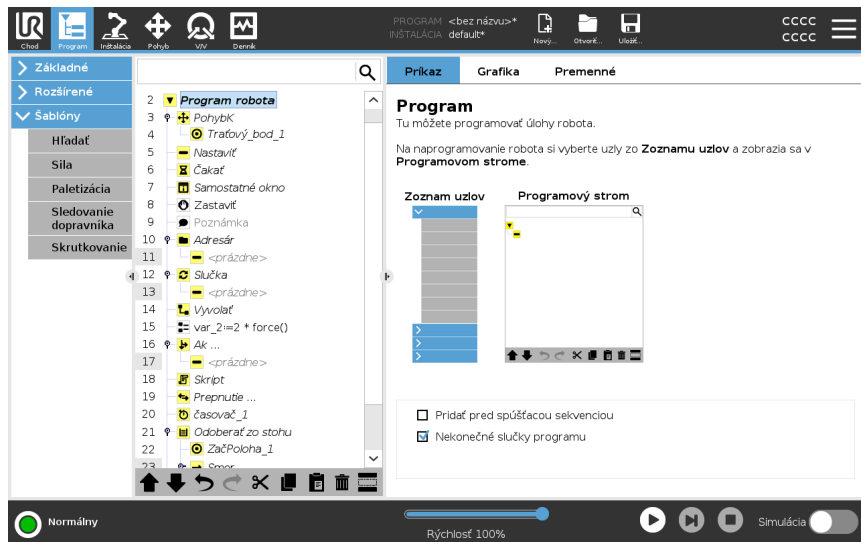 PROGRAM <bez názvu>*
INŠTALÁCIA default*
Chod
Program
Inštalácia
Pohyb
V/V
Denník
Nový...
Otvoriť...
Uložiť...
CCCC
CCCC
Základné
Rozšírené
Šablóny
Hľadať
Sila
Paletizácia
Sledovanie
dopravníka
Skrutkovanie
2 Program robota
3 PohybK
4 Traťový_bod_1
5 Nastaviť
6 Čakať
7 Samostatné okno
8 Zastaviť
9 Poznámka
10 Adresár
11 <prázdne>
12 Slučka
13 <prázdne>
14 Vyvolať
15 var_2≔2 * force()
16 Ak ...
17 <prázdne>
18 Skript
19 Prepnutie ...
20 časovač_1
21 Odoberať zo stohu
22 ZačPoloha_1
23 Smer
Príkaz
Grafika
Premenné
Program
Tu môžete programovať úlohy robota.
Na naprogramovanie robota si vyberte uzly zo Zoznamu uzlov a zobrazia sa v
Programovom strome.
Zoznam uzlov
Programový strom
Pridať pred spúšťacou sekvenciou
Nekonečné slučky programu
Normálny
Rýchlosť 100%
Simulácia